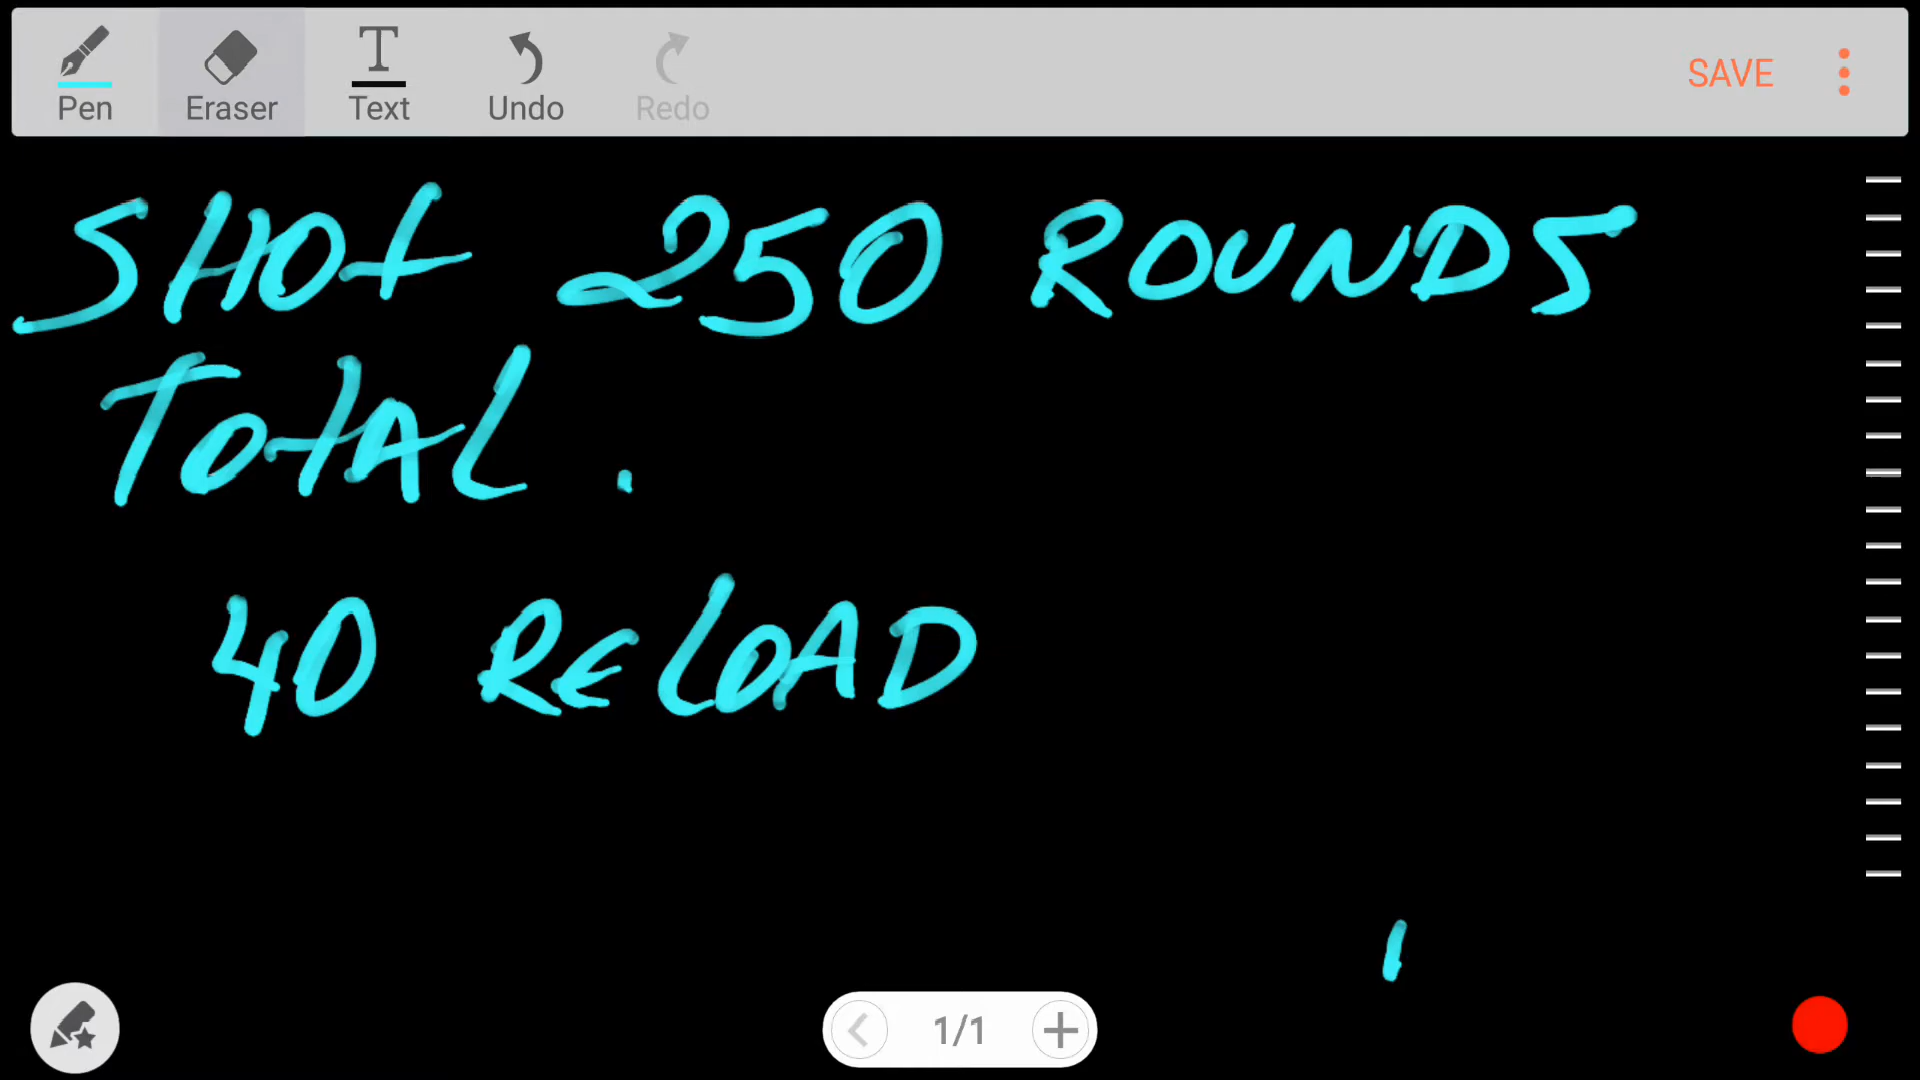 Pen Eraser Text Undo Redo SAVE
SHOT 250 ROUNDS
TOTAL.
40 RELOAD
1/1